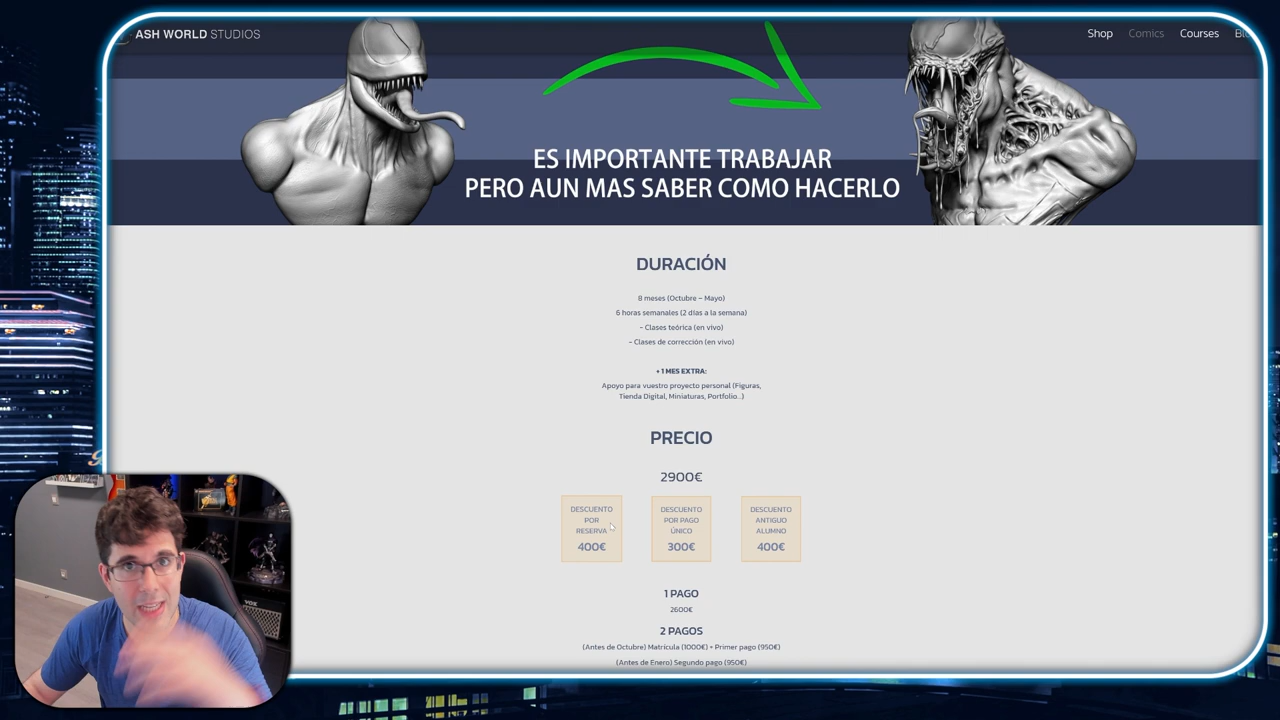 ASH WORLD STUDIOS
Shop Comics Courses
ES IMPORTANTE TRABAJAR
PERO AUN MAS SABER COMO HACERLO
DURACIÓN
8 meses (Octubre - Mayo)
6 horas semanales (2 días a la semana)
- Clases teórica (en vivo)
- Clases de corrección (en vivo)
+ 1 MES EXTRA:
Apoyo para vuestro proyecto personal (Figuras,
Tienda Digital, Miniaturas, Portfolio...)
PRECIO
2900€
DESCUENTO
POR
RESERVA
400€
DESCUENTO
POR PAGO
ÚNICO
300€
DESCUENTO
ANTIGUO
ALUMNO
400€
1 PAGO
2600€
2 PAGOS
(Antes de Octubre) Matrícula (1000€) + Primer pago (950€)
(Antes de Enero) Segundo pago (950€)
VOX